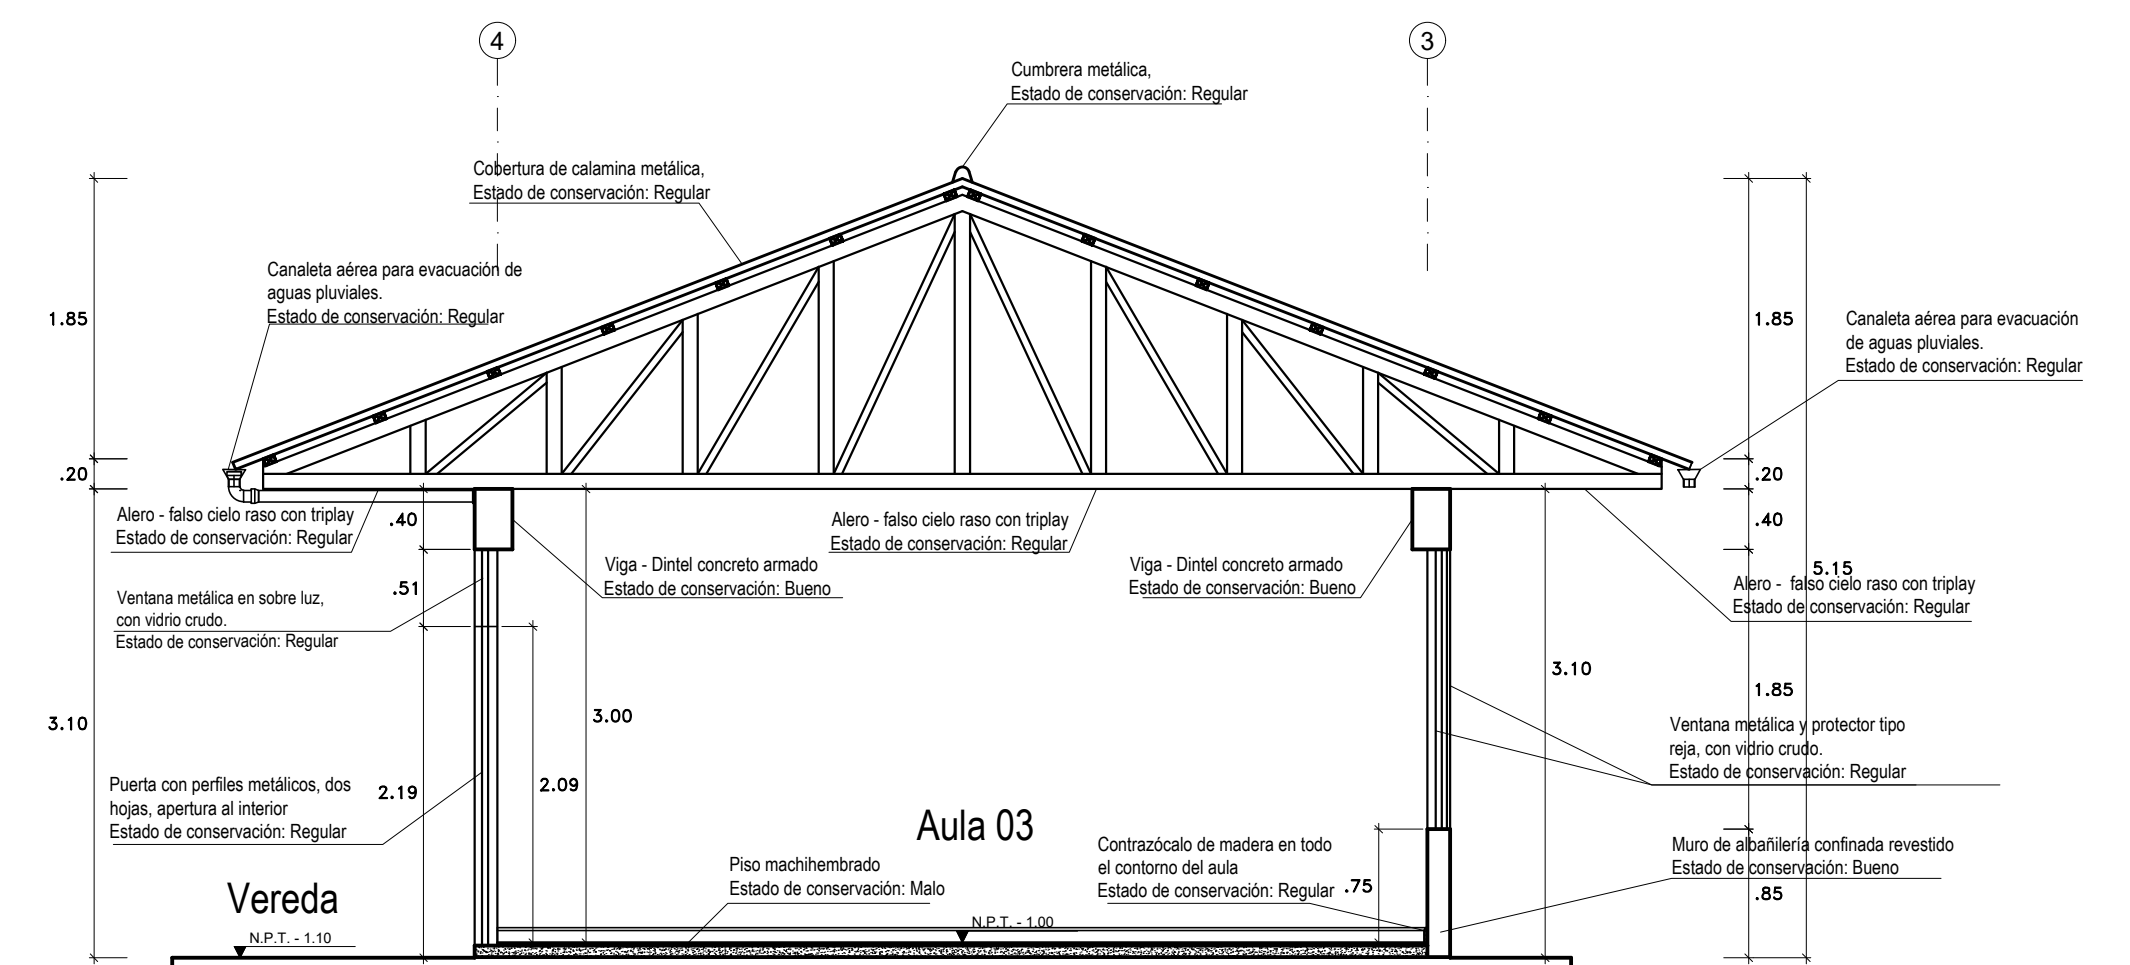 4
3
Cumbrera metálica,
Estado de conservación: Regular
Cobertura de calamina metálica,
Estado de conservación: Regular
Canaleta aérea para evacuación de
aguas pluviales.
Estado de conservación: Regular
1.85
1.85
Canaleta aérea para evacuación
de aguas pluviales.
Estado de conservación: Regular
.20
.20
Alero - falso cielo raso con triplay
Estado de conservación: Regular
.40
Alero - falso cielo raso con triplay
Estado de conservación: Regular
.40
Viga - Dintel concreto armado
Estado de conservación: Bueno
Viga - Dintel concreto armado
Estado de conservación: Bueno
5.15
Alero - falso cielo raso con triplay
Estado de conservación: Regular
.51
Ventana metálica en sobre luz,
con vidrio crudo.
Estado de conservación: Regular
3.10
1.85
3.10
3.00
Ventana metálica y protector tipo
reja, con vidrio crudo.
Estado de conservación: Regular
Puerta con perfiles metálicos, dos
hojas, apertura al interior
Estado de conservación: Regular
2.19
2.09
Aula 03
Contrazócalo de madera en todo
el contorno del aula
Estado de conservación: Regular
.75
Muro de albañilería confinada revestido
Estado de conservación: Bueno
.85
Piso machihembrado
Estado de conservación: Malo
Vereda
N.P.T. - 1.10
N.P.T. - 1.00